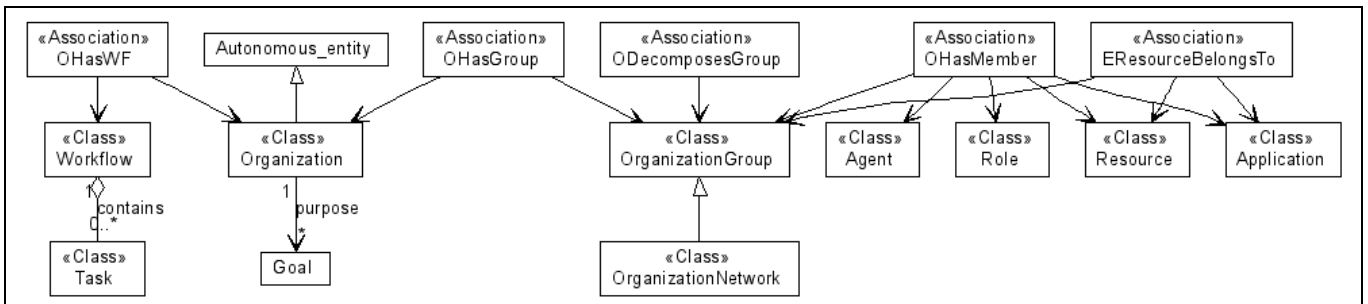 «Association»
OHasWF
Autonomous_entity
«Association»
OHasGroup
«Association»
ODecomposesGroup
«Association»
OHasMember
«Association»
EResourceBelongsTo
«Class»
Workflow
«Class»
Organization
«Class»
OrganizationGroup
«Class»
Agent
«Class»
Role
«Class»
Resource
«Class»
Application
1
contains
0..*
1
purpose
*
«Class»
Task
Goal
«Class»
OrganizationNetwork